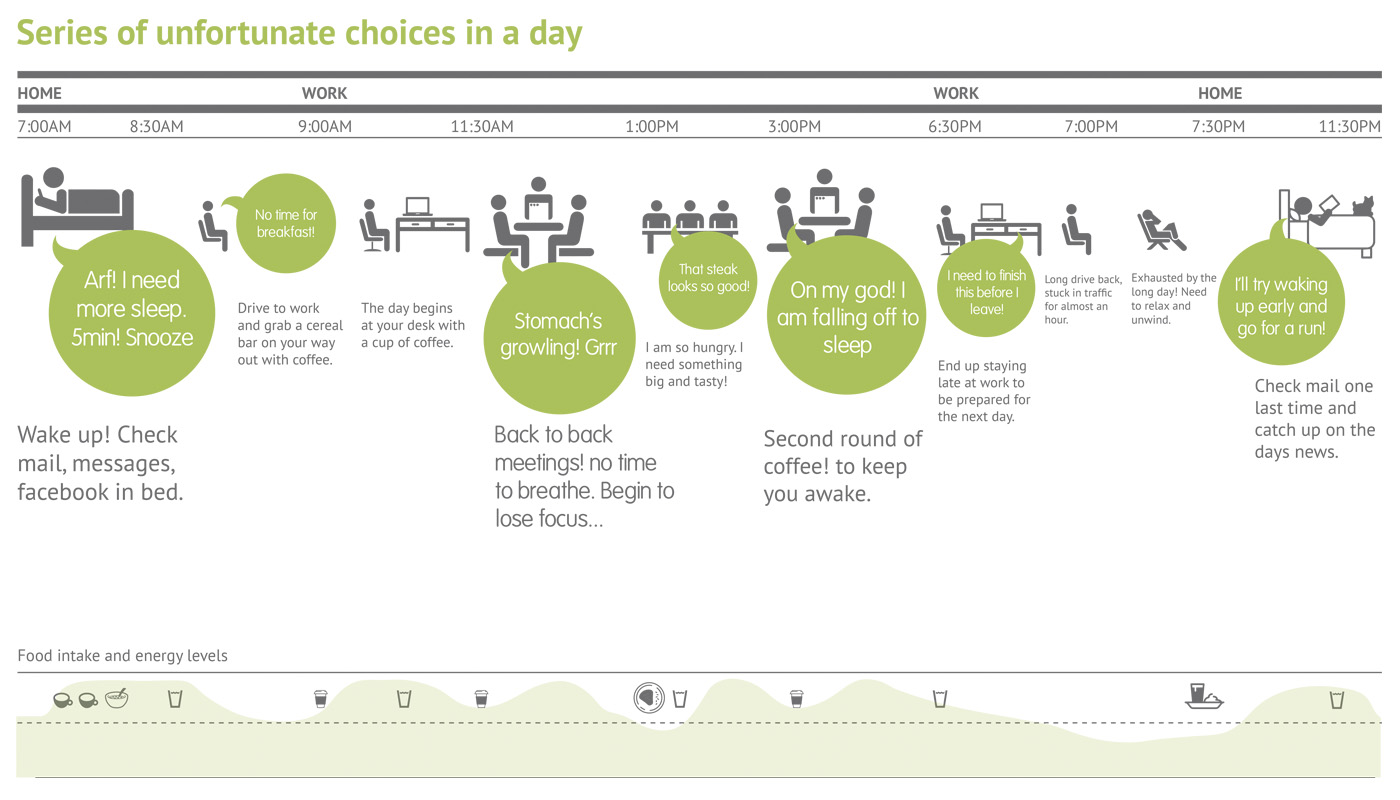 Series of unfortunate choices in a day
HOME WORK WORK HOME
7:00AM 8:30AM 9:00AM 11:30AM 1:00PM 3:00PM 6:30PM 7:00PM 7:30PM 11:30PM
Arf! I need
more sleep.
5min! Snooze
Wake up! Check
mail, messages,
facebook in bed.
No time for
breakfast!
Drive to work
and grab a cereal
bar on your way
out with coffee.
The day begins
at your desk with
a cup of coffee.
Stomach's
growling! Grrr
Back to back
meetings! no time
to breathe. Begin to
lose focus...
That steak
looks so good!
I am so hungry. I
need something
big and tasty!
On my god! I
am falling off to
sleep
Second round of
coffee! to keep
you awake.
I need to finish
this before I
leave!
End up staying
late at work to
be prepared for
the next day.
Long drive back,
stuck in traffic
for almost an
hour.
Exhausted by the
long day! Need
to relax and
unwind.
I'll try waking
up early and
go for a run!
Check mail one
last time and
catch up on the
days news.
Food intake and energy levels